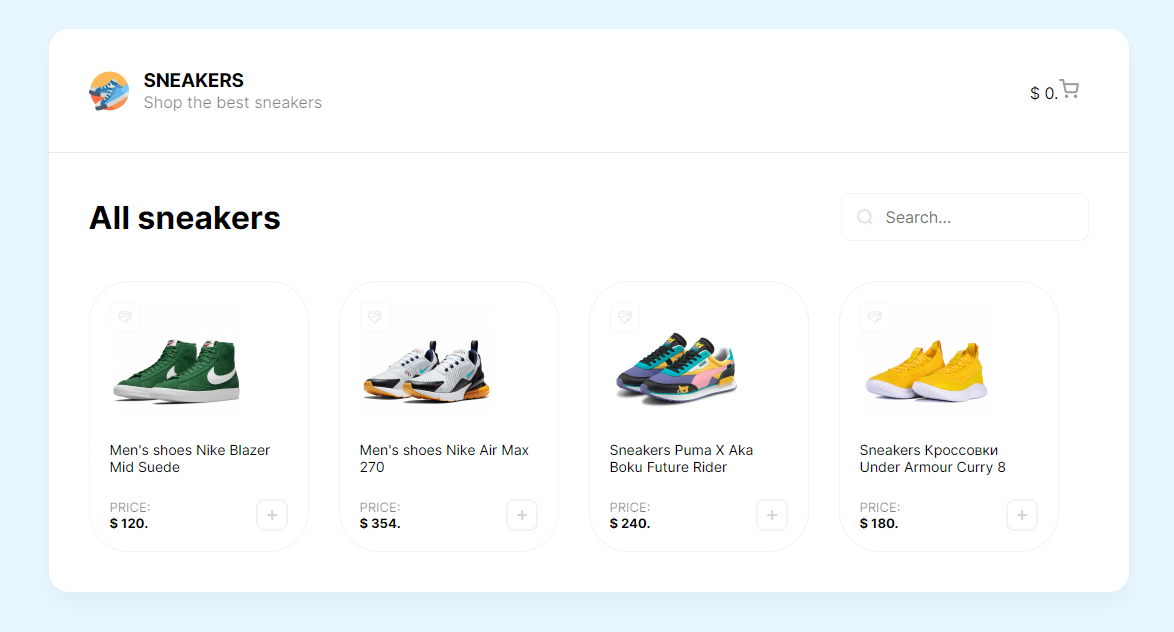 SNEAKERS
Shop the best sneakers
$ 0.
All sneakers
Search...
Men's shoes Nike Blazer
Mid Suede
PRICE:
$ 120.
Men's shoes Nike Air Max
270
PRICE:
$ 354.
Sneakers Puma X Aka
Boku Future Rider
PRICE:
$ 240.
Sneakers Кроссовки
Under Armour Curry 8
PRICE:
$ 180.